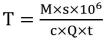 T = M×s×10⁶ / c×Q×t